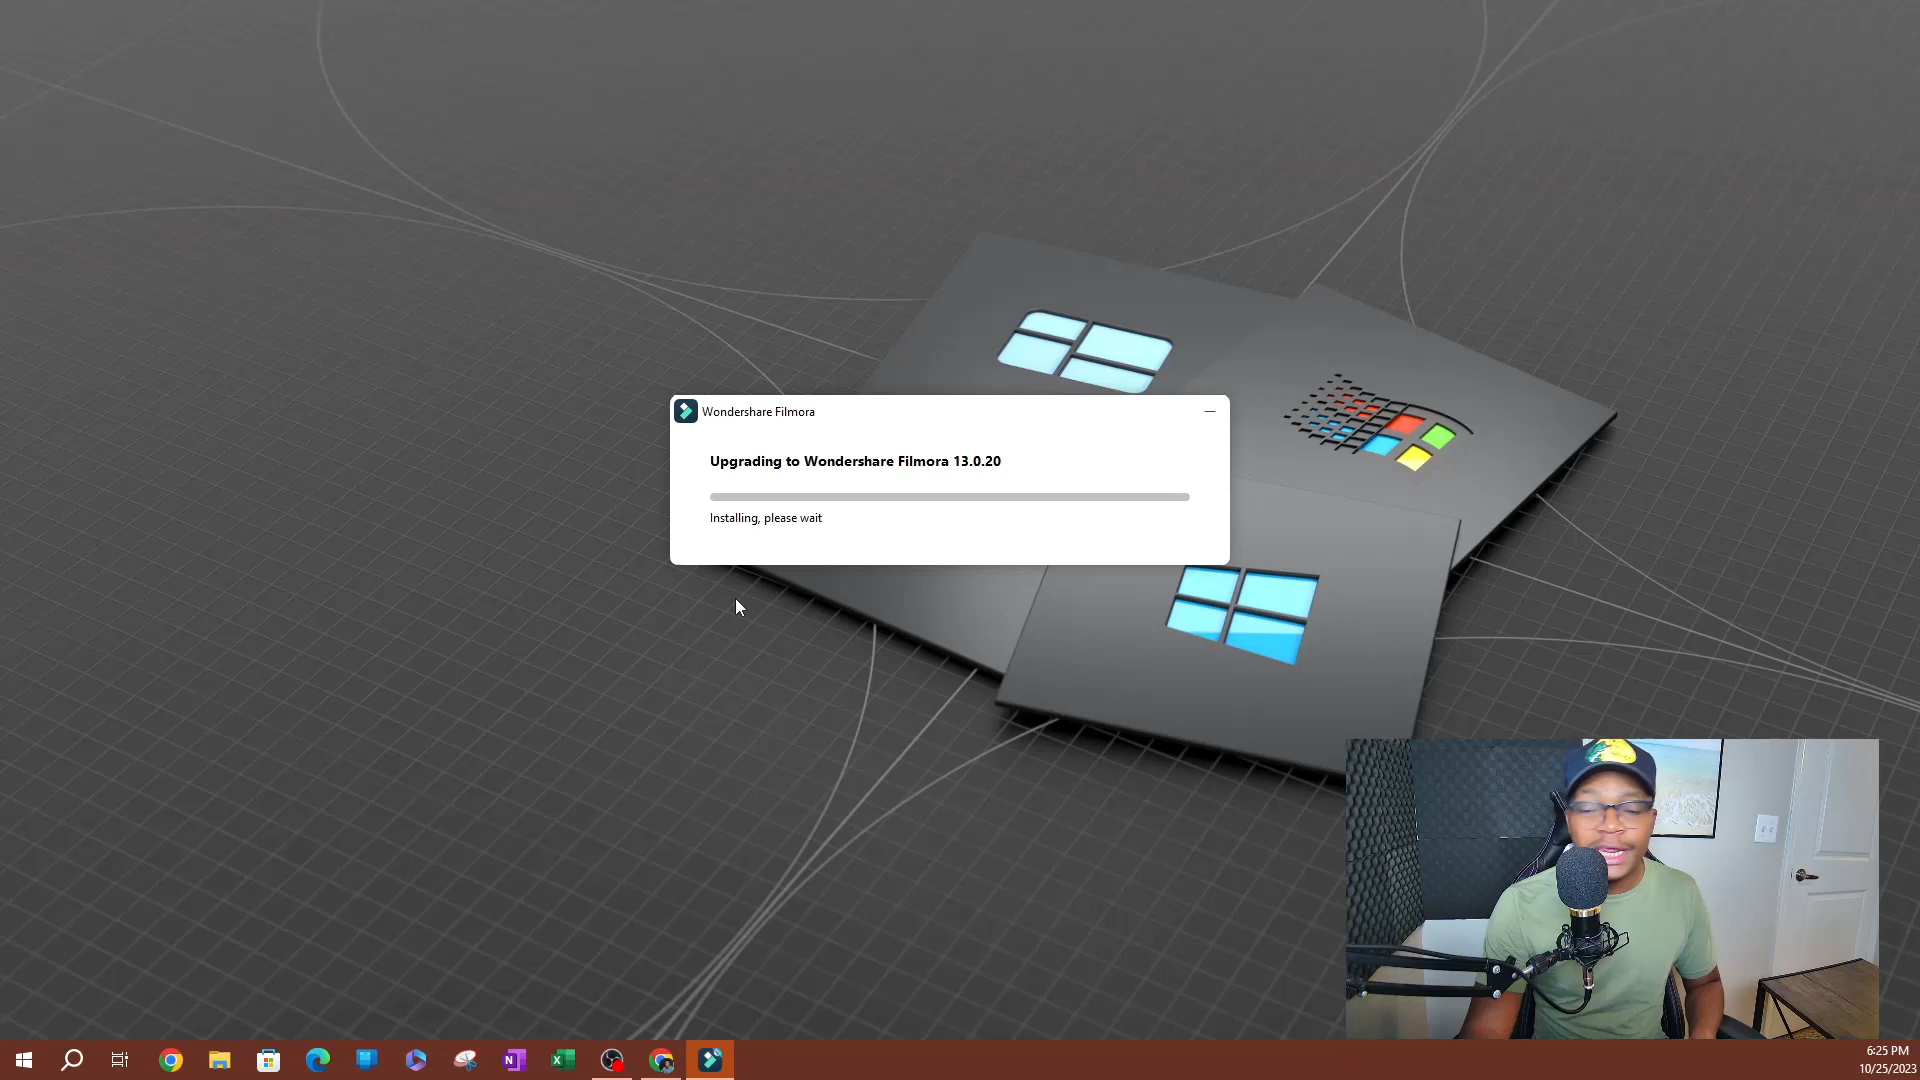 Wondershare Filmora
Upgrading to Wondershare Filmora 13.0.20
Installing, please wait
6:25 PM
10/25/2023